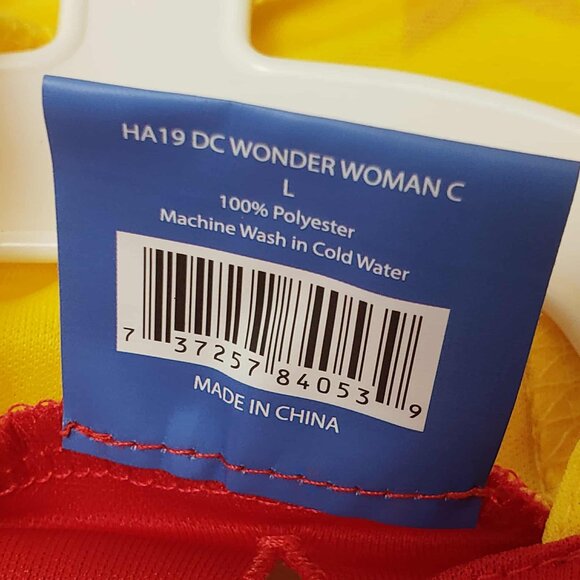 HA19 DC WONDER WOMAN C
L
100% Polyester
Machine Wash in Cold Water
7 37257 84053 9
MADE IN CHINA